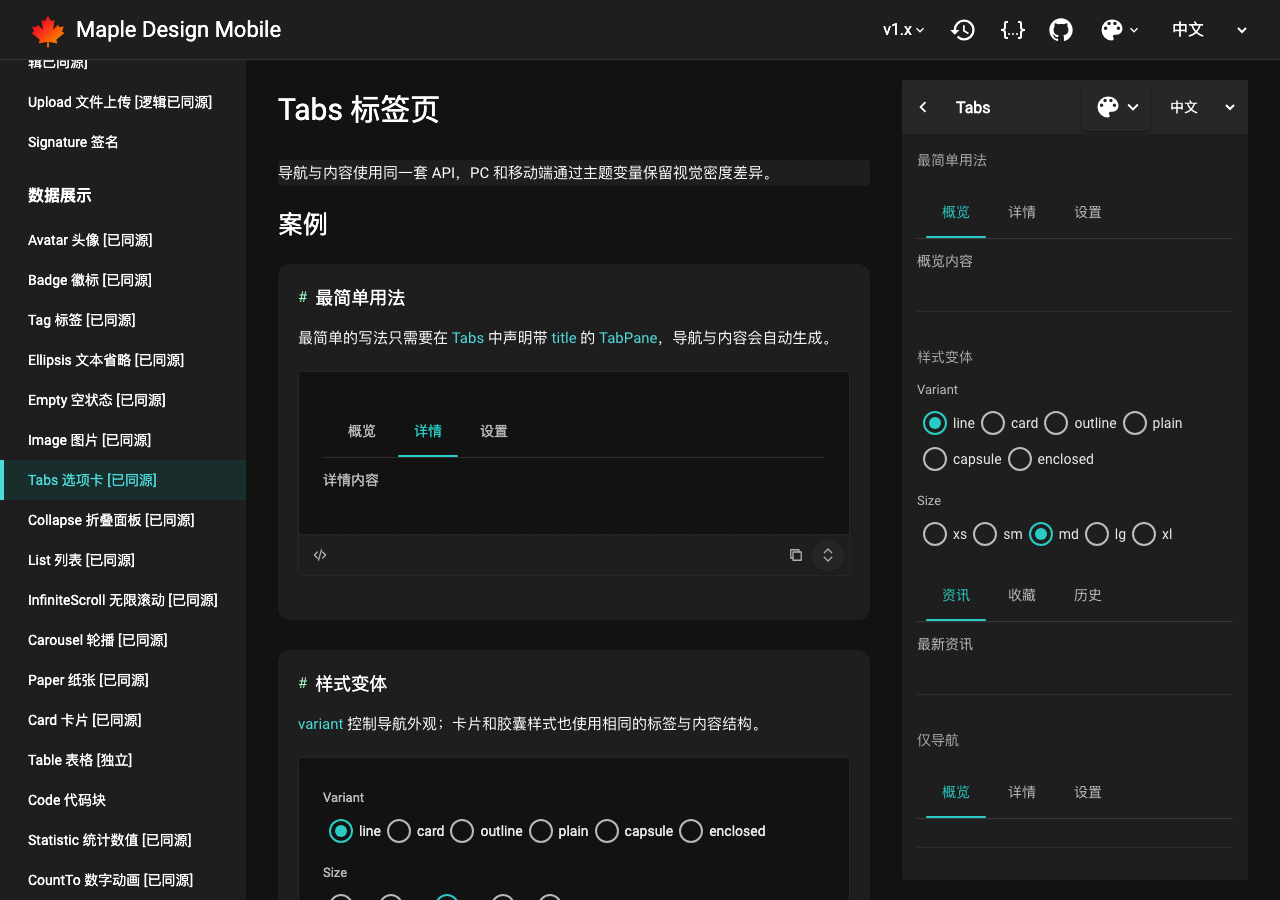 Maple Design Mobile
v1.x
中文
辑已同源]
Upload 文件上传 [逻辑已同源]
Signature 签名
数据展示
Avatar 头像 [已同源]
Badge 徽标 [已同源]
Tag 标签 [已同源]
Ellipsis 文本省略 [已同源]
Empty 空状态 [已同源]
Image 图片 [已同源]
Tabs 选项卡 [已同源]
Collapse 折叠面板 [已同源]
List 列表 [已同源]
InfiniteScroll 无限滚动 [已同源]
Carousel 轮播 [已同源]
Paper 纸张 [已同源]
Card 卡片 [已同源]
Table 表格 [独立]
Code 代码块
Statistic 统计数值 [已同源]
CountTo 数字动画 [已同源]
Tabs 标签页
导航与内容使用同一套 API，PC 和移动端通过主题变量保留视觉密度差异。
案例
# 最简单用法
最简单的写法只需要在 Tabs 中声明带 title 的 TabPane，导航与内容会自动生成。
概览 详情 设置
详情内容
# 样式变体
variant 控制导航外观；卡片和胶囊样式也使用相同的标签与内容结构。
Variant
line card outline plain capsule enclosed
Size
Tabs
中文
最简单用法
概览 详情 设置
概览内容
样式变体
Variant
line card outline plain
capsule enclosed
Size
xs sm md lg xl
资讯 收藏 历史
最新资讯
仅导航
概览 详情 设置